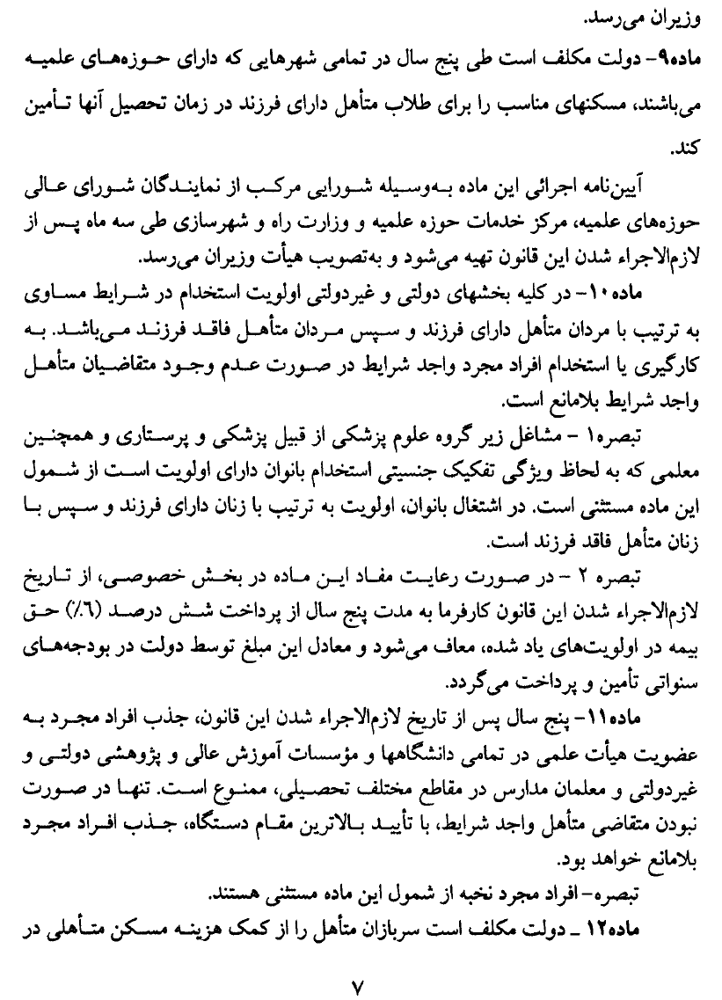 وزیران می‌رسد.
ماده۹- دولت مکلف است طی پنج سال در تمامی شهرهایی که دارای حوزه‌های علمیه
می‌باشند، مسکنهای مناسب را برای طلاب متأهل دارای فرزند در زمان تحصیل آنها تأمین
کند.
آیین‌نامه اجرائی این ماده به‌وسیله شورایی مرکب از نمایندگان شورای عالی
حوزه‌های علمیه، مرکز خدمات حوزه علمیه و وزارت راه و شهرسازی طی سه ماه پس از
لازم‌الاجراء شدن این قانون تهیه می‌شود و به‌تصویب هیأت وزیران می‌رسد.
ماده۱۰- در کلیه بخشهای دولتی و غیردولتی اولویت استخدام در شرایط مساوی
به ترتیب با مردان متأهل دارای فرزند و سپس مردان متأهل فاقد فرزند می‌باشد. به
کارگیری یا استخدام افراد مجرد واجد شرایط در صورت عدم وجود متقاضیان متأهل
واجد شرایط بلامانع است.
تبصره۱ - مشاغل زیر گروه علوم پزشکی از قبیل پزشکی و پرستاری و همچنین
معلمی که به لحاظ ویژگی تفکیک جنسیتی استخدام بانوان دارای اولویت است از شمول
این ماده مستثنی است. در اشتغال بانوان، اولویت به ترتیب با زنان دارای فرزند و سپس با
زنان متأهل فاقد فرزند است.
تبصره ۲ - در صورت رعایت مفاد این ماده در بخش خصوصی، از تاریخ
لازم‌الاجراء شدن این قانون کارفرما به مدت پنج سال از پرداخت شش درصد (۶٪) حق
بیمه در اولویت‌های یاد شده، معاف می‌شود و معادل این مبلغ توسط دولت در بودجه‌های
سنواتی تأمین و پرداخت می‌گردد.
ماده۱۱- پنج سال پس از تاریخ لازم‌الاجراء شدن این قانون، جذب افراد مجرد به
عضویت هیأت علمی در تمامی دانشگاهها و مؤسسات آموزش عالی و پژوهشی دولتی و
غیردولتی و معلمان مدارس در مقاطع مختلف تحصیلی، ممنوع است. تنها در صورت
نبودن متقاضی متأهل واجد شرایط، با تأیید بالاترین مقام دستگاه، جذب افراد مجرد
بلامانع خواهد بود.
تبصره- افراد مجرد نخبه از شمول این ماده مستثنی هستند.
ماده۱۲ ـ دولت مکلف است سربازان متأهل را از کمک هزینه مسکن متأهلی در
۷